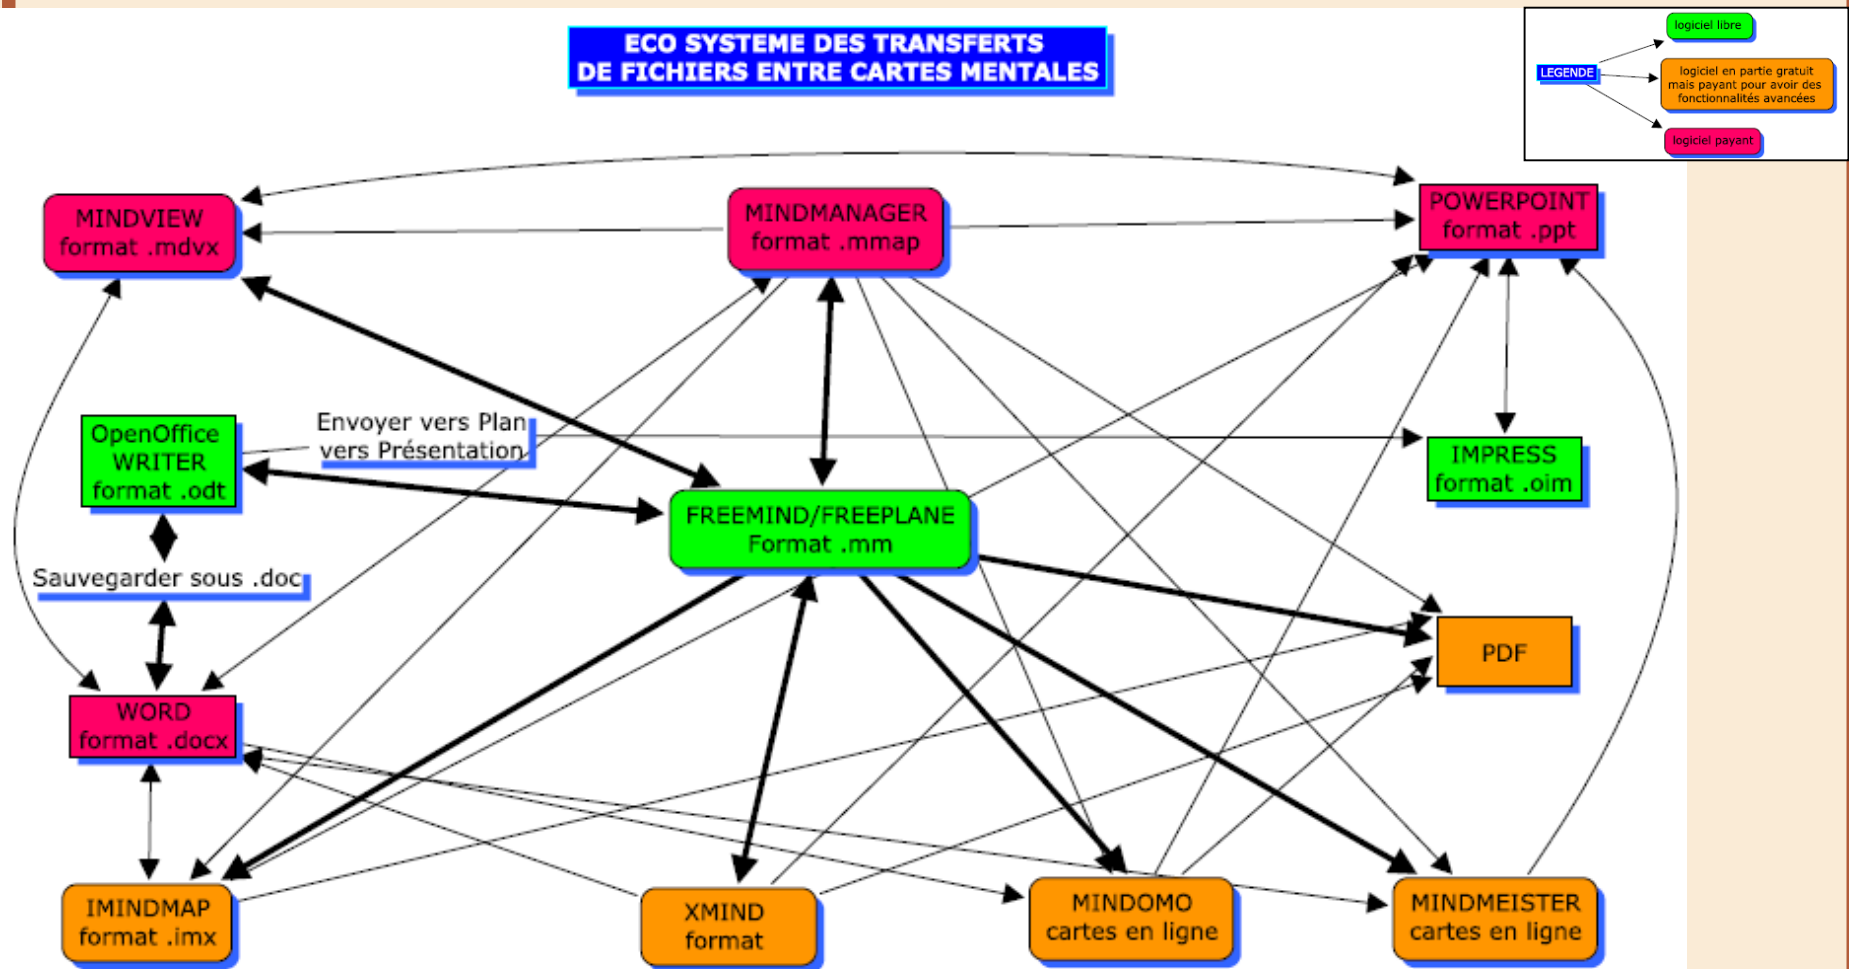 ECO SYSTEME DES TRANSFERTS
DE FICHIERS ENTRE CARTES MENTALES
LEGENDE
logiciel libre
logiciel en partie gratuit
mais payant pour avoir des
fonctionnalités avancées
logiciel payant
MINDVIEW
format .mdvx
MINDMANAGER
format .mmap
POWERPOINT
format .ppt
OpenOffice
WRITER
format .odt
Envoyer vers Plan
vers Présentation
IMPRESS
format .oim
FREEMIND/FREEPLANE
Format .mm
Sauvegarder sous .doc
PDF
WORD
format .docx
IMINDMAP
format .imx
XMIND
format
MINDOMO
cartes en ligne
MINDMEISTER
cartes en ligne